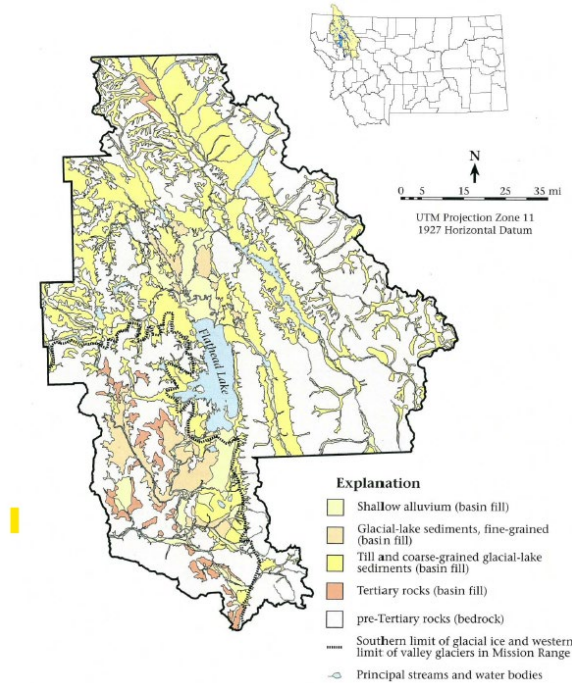 N
0 5 15 25 35 mi
UTM Projection Zone 11
1927 Horizontal Datum
Flathead Lake
Explanation
Shallow alluvium (basin fill)
Glacial-lake sediments, fine-grained
(basin fill)
Till and coarse-grained glacial-lake
sediments (basin fill)
Tertiary rocks (basin fill)
pre-Tertiary rocks (bedrock)
Southern limit of glacial ice and western
limit of valley glaciers in Mission Range
Principal streams and water bodies